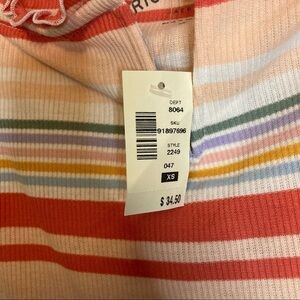 DEPT
8064
SKU
91897696
STYLE
2249
047
XS
$ 34.50